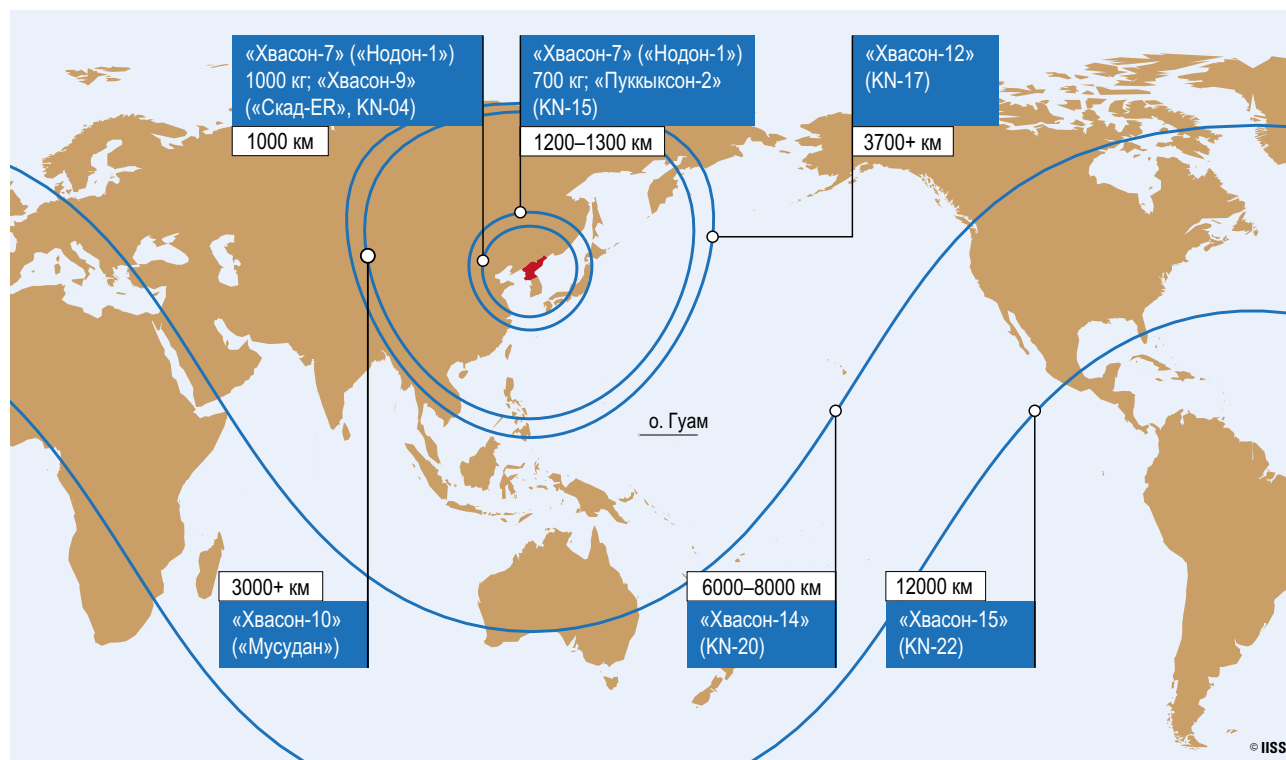 «Хвасон-7» («Нодон-1»)
1000 кг; «Хвасон-9»
(«Скад-ER», KN-04)
1000 км
«Хвасон-7» («Нодон-1»)
700 кг; «Пуккыксон-2»
(KN-15)
1200–1300 км
«Хвасон-12»
(KN-17)
3700+ км
о. Гуам
3000+ км
«Хвасон-10»
(«Мусудан»)
6000–8000 км
«Хвасон-14»
(KN-20)
12000 км
«Хвасон-15»
(KN-22)
© IISS